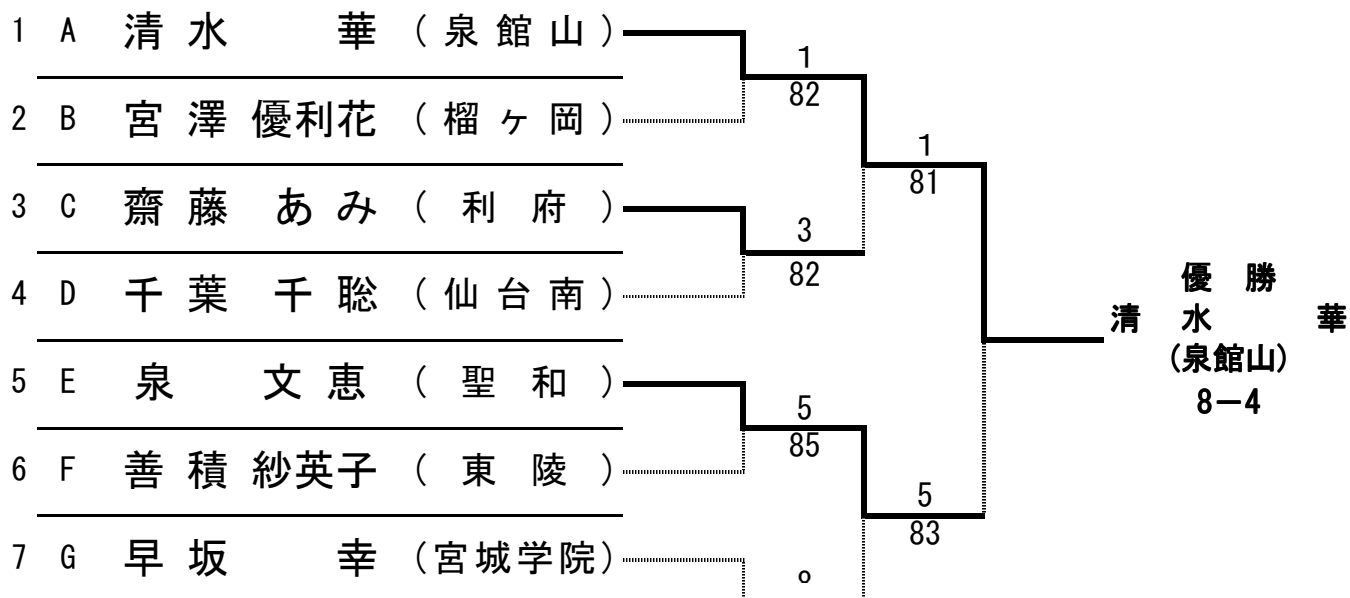 1 A 清水 華 (泉館山)
1
82
2 B 宮澤優利花 (榴ヶ岡)
1
81
3 C 齋藤 あみ (利府)
3
82
4 D 千葉 千聡 (仙台南)
優勝
清水 華
(泉館山)
8-4
5 E 泉 文恵 (聖和)
5
85
6 F 善積紗英子 (東陵)
5
83
7 G 早坂 幸 (宮城学院)